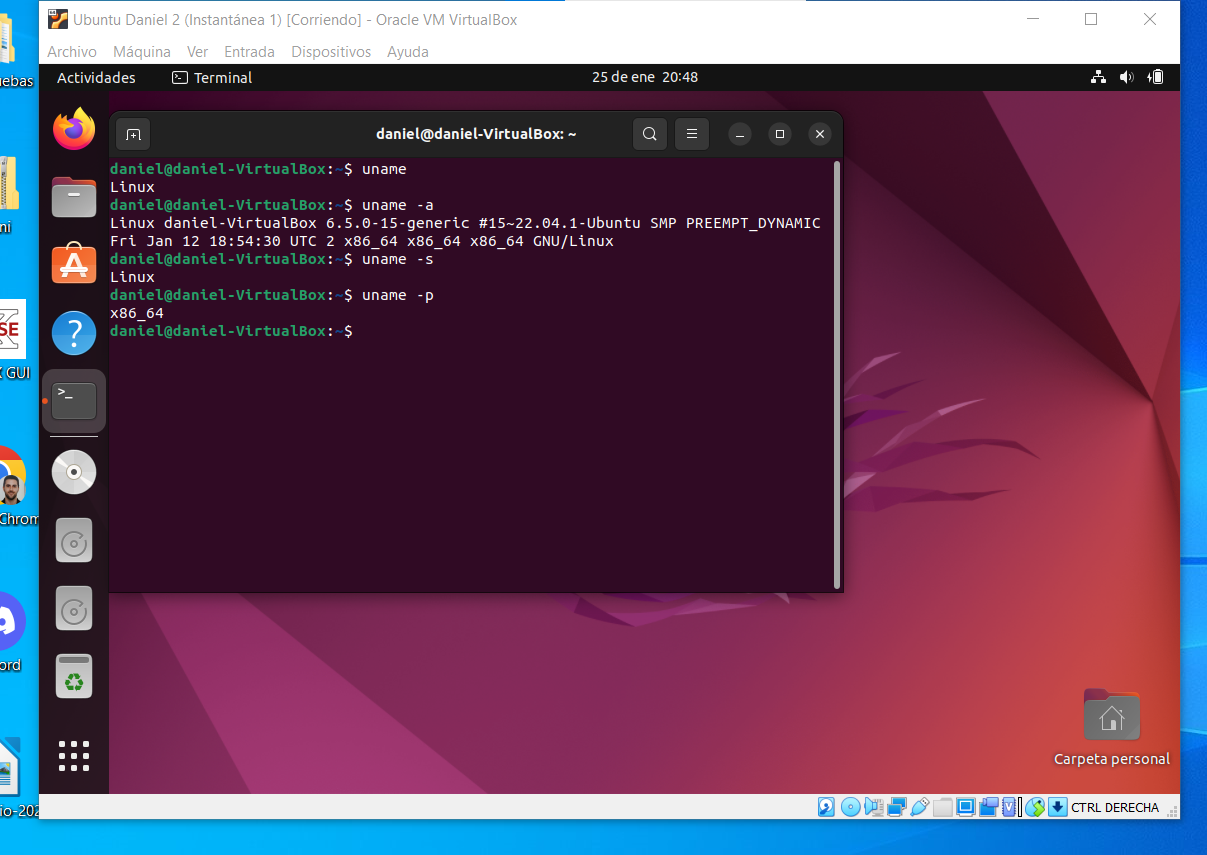 Ubuntu Daniel 2 (Instantánea 1) [Corriendo] - Oracle VM VirtualBox
Archivo Máquina Ver Entrada Dispositivos Ayuda
Actividades Terminal 25 de ene 20:48
daniel@daniel-VirtualBox: ~
daniel@daniel-VirtualBox:~$ uname
Linux
daniel@daniel-VirtualBox:~$ uname -a
Linux daniel-VirtualBox 6.5.0-15-generic #15~22.04.1-Ubuntu SMP PREEMPT_DYNAMIC
Fri Jan 12 18:54:30 UTC 2 x86_64 x86_64 x86_64 GNU/Linux
daniel@daniel-VirtualBox:~$ uname -s
Linux
daniel@daniel-VirtualBox:~$ uname -p
x86_64
daniel@daniel-VirtualBox:~$
Carpeta personal
CTRL DERECHA
uebas
ni
SE
GUI
Chrom
ord
io-202